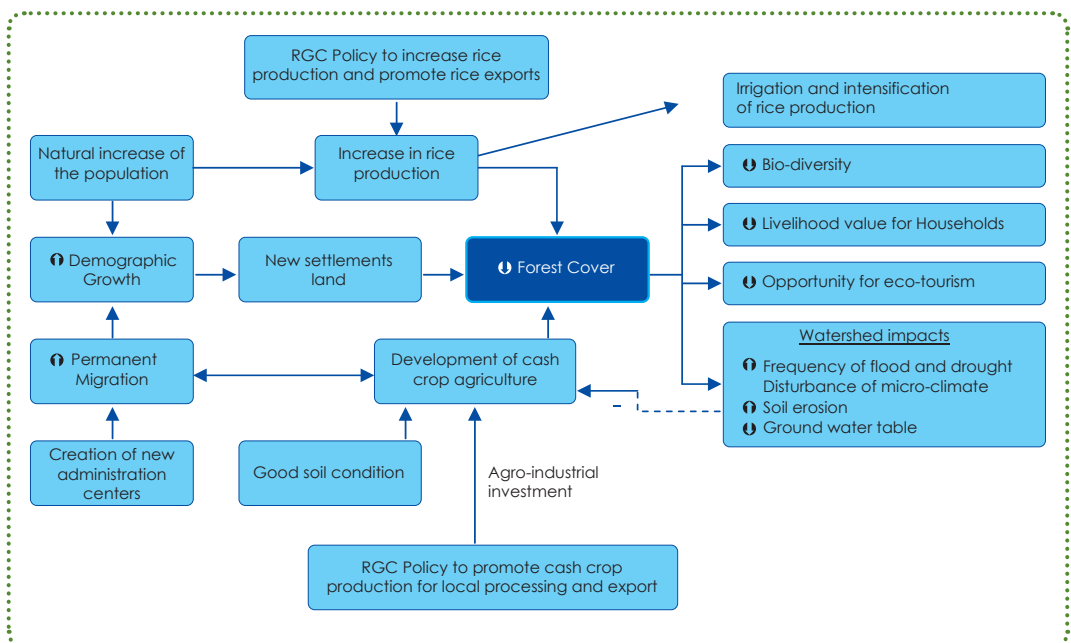 RGC Policy to increase rice
production and promote rice exports
Irrigation and intensification
of rice production
Natural increase of
the population
Increase in rice
production
Bio-diversity
Livelihood value for Households
Demographic
Growth
New settlements
land
Forest Cover
Opportunity for eco-tourism
Permanent
Migration
Development of cash
crop agriculture
Watershed impacts
Frequency of flood and drought
Disturbance of micro-climate
Soil erosion
Ground water table
–
Creation of new
administration
centers
Good soil condition
Agro-industrial
investment
RGC Policy to promote cash crop
production for local processing and export